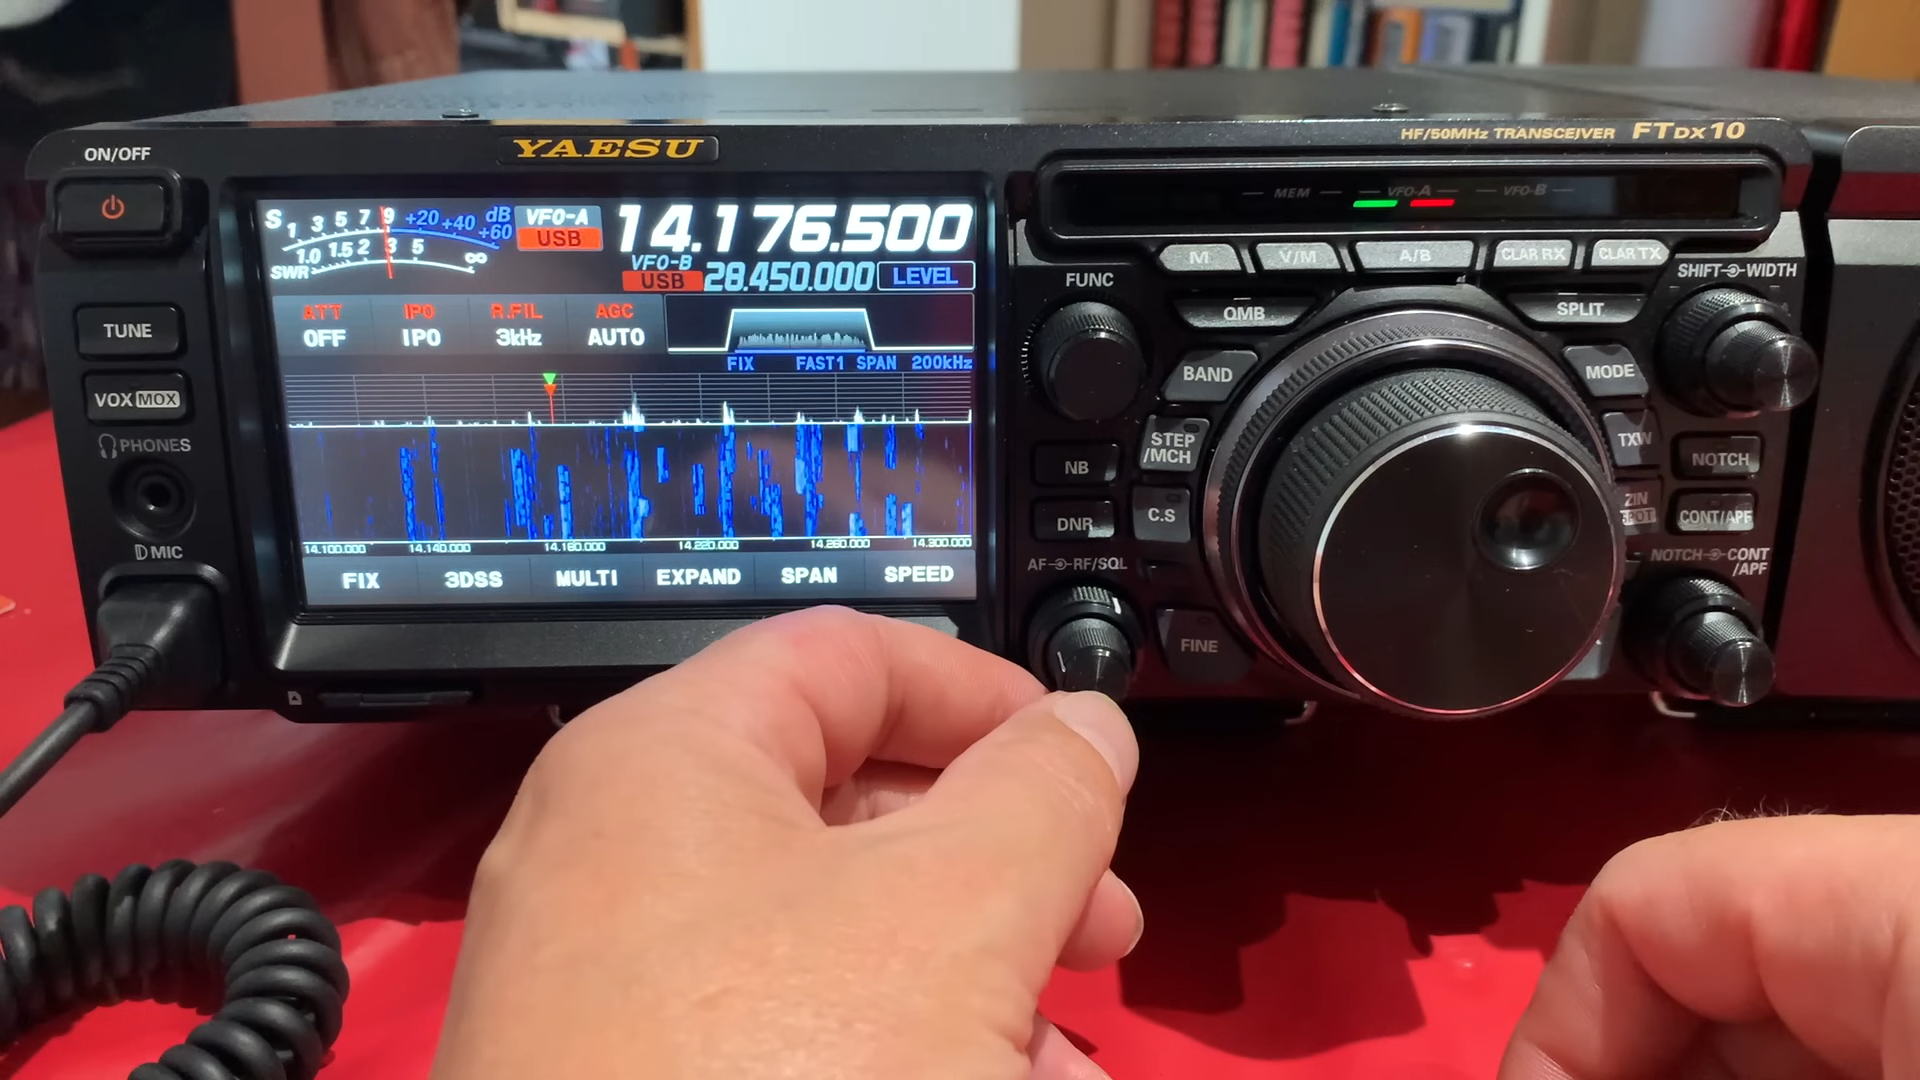 HF/50MHz TRANSCEIVER FTDX10
YAESU
ON/OFF
S 1 3 5 7 9 +20 +40 +60 dB
SWR 1.0 1.5 2 3 5 ∞
VFO-A
USB
14.176.500
VFO-B
USB
28.450.000
LEVEL
ATT IPO R.FIL AGC
OFF IPO 3kHz AUTO
FIX FAST1 SPAN 200kHz
14.100.000 14.140.000 14.180.000 14.220.000 14.260.000 14.300.000
FIX 3DSS MULTI EXPAND SPAN SPEED
TUNE
VOX MOX
PHONES
MIC
MEM VFO-A VFO-B
M V/M A/B CLAR RX CLAR TX
FUNC
QMB
SPLIT
SHIFT WIDTH
BAND
MODE
STEP
/MCH
TXW
NB
NOTCH
DNR
C.S
ZIN
SPOT
CONT/APF
AF RF/SQL
NOTCH CONT
/APF
FINE